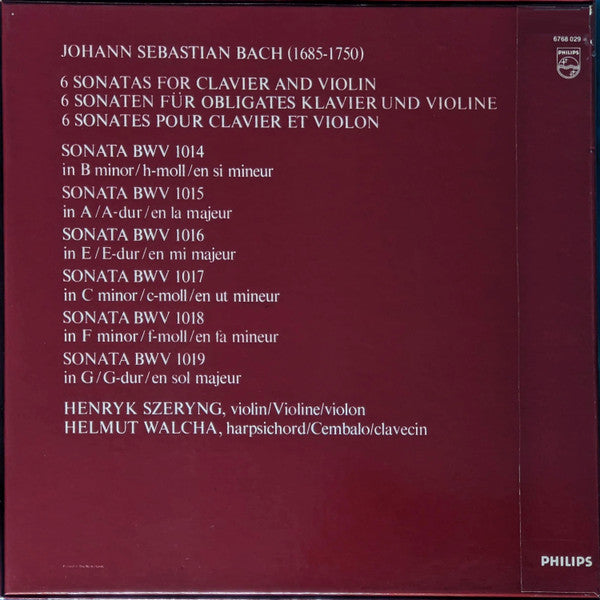 6768 029
PHILIPS
JOHANN SEBASTIAN BACH (1685-1750)
6 SONATAS FOR CLAVIER AND VIOLIN
6 SONATEN FÜR OBLIGATES KLAVIER UND VIOLINE
6 SONATES POUR CLAVIER ET VIOLON
SONATA BWV 1014
in B minor/h-moll/en si mineur
SONATA BWV 1015
in A/A-dur/en la majeur
SONATA BWV 1016
in E/E-dur/en mi majeur
SONATA BWV 1017
in C minor/c-moll/en ut mineur
SONATA BWV 1018
in F minor/f-moll/en fa mineur
SONATA BWV 1019
in G/G-dur/en sol majeur
HENRYK SZERYNG, violin/Violine/violon
HELMUT WALCHA, harpsichord/Cembalo/clavecin
PHILIPS